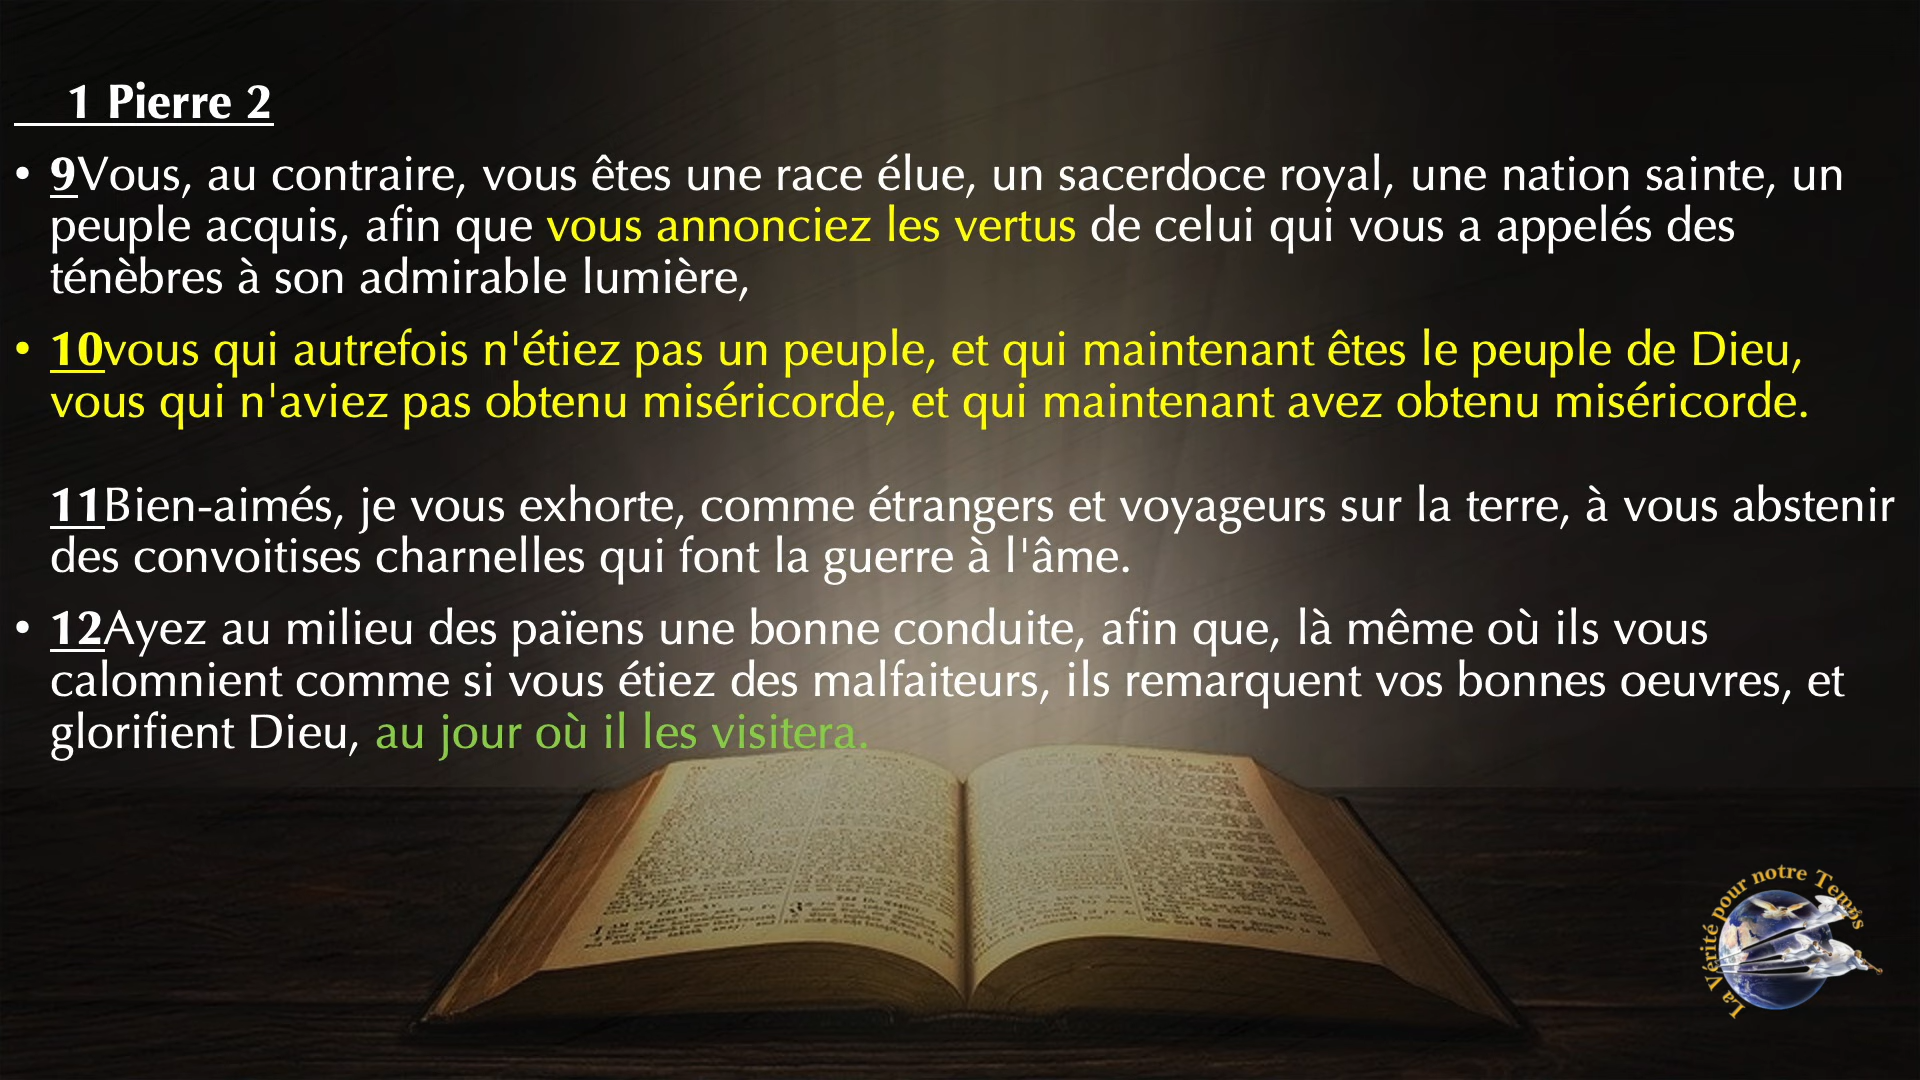 1 Pierre 2
• 9Vous, au contraire, vous êtes une race élue, un sacerdoce royal, une nation sainte, un
peuple acquis, afin que vous annonciez les vertus de celui qui vous a appelés des
ténèbres à son admirable lumière,
• 10vous qui autrefois n'étiez pas un peuple, et qui maintenant êtes le peuple de Dieu,
vous qui n'aviez pas obtenu miséricorde, et qui maintenant avez obtenu miséricorde.
11Bien-aimés, je vous exhorte, comme étrangers et voyageurs sur la terre, à vous abstenir
des convoitises charnelles qui font la guerre à l'âme.
• 12Ayez au milieu des païens une bonne conduite, afin que, là même où ils vous
calomnient comme si vous étiez des malfaiteurs, ils remarquent vos bonnes oeuvres, et
glorifient Dieu, au jour où il les visitera.
La Vérité pour notre Temps